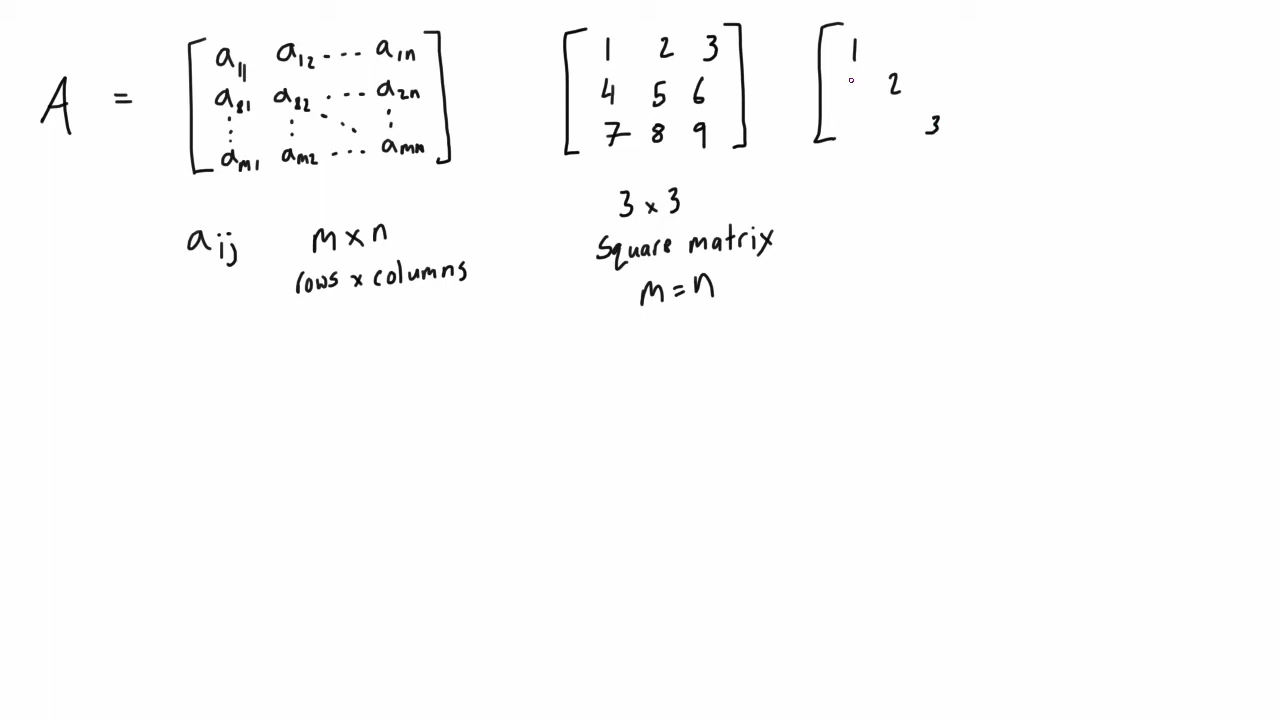 A = [ a11 a12 ... a1n ]
[ a21 a22 ... a2n ]
[ ⋮ ⋮ ⋱ ⋮ ]
[ am1 am2 ... amn ]
aij m × n
rows × columns
[ 1 2 3 ]
[ 4 5 6 ]
[ 7 8 9 ]
3 × 3
square matrix
m = n
[ 1
2
3